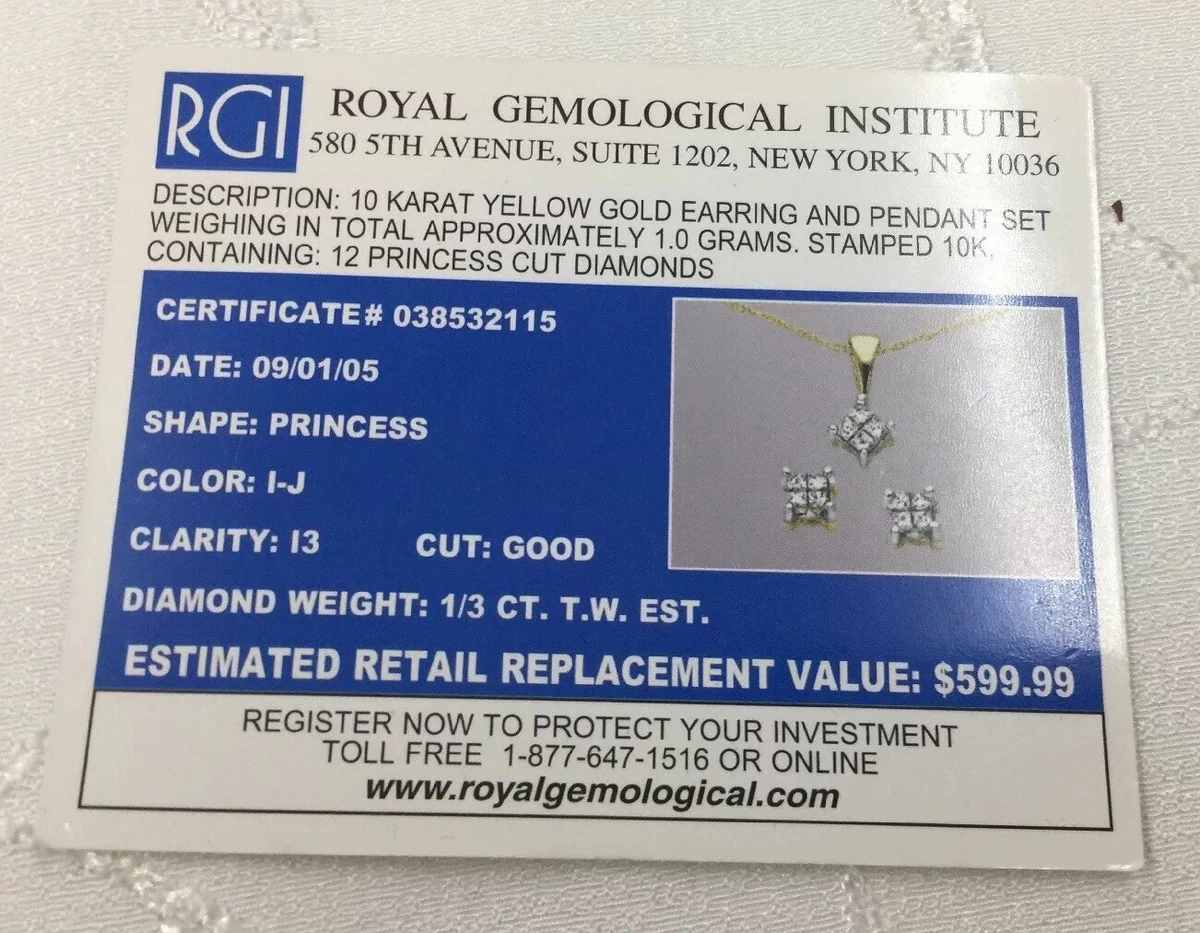 RGI
ROYAL GEMOLOGICAL INSTITUTE
580 5TH AVENUE, SUITE 1202, NEW YORK, NY 10036
DESCRIPTION: 10 KARAT YELLOW GOLD EARRING AND PENDANT SET
WEIGHING IN TOTAL APPROXIMATELY 1.0 GRAMS. STAMPED 10K,
CONTAINING: 12 PRINCESS CUT DIAMONDS
CERTIFICATE# 038532115
DATE: 09/01/05
SHAPE: PRINCESS
COLOR: I-J
CLARITY: I3 CUT: GOOD
DIAMOND WEIGHT: 1/3 CT. T.W. EST.
ESTIMATED RETAIL REPLACEMENT VALUE: $599.99
REGISTER NOW TO PROTECT YOUR INVESTMENT
TOLL FREE 1-877-647-1516 OR ONLINE
www.royalgemological.com